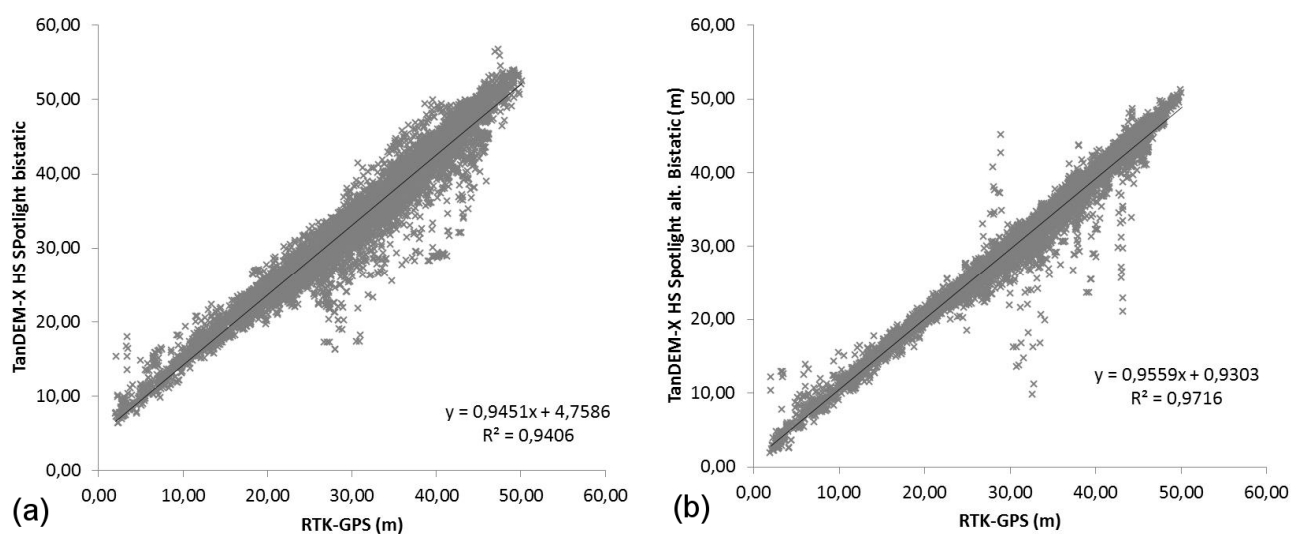 60,00
50,00
40,00
30,00
20,00
10,00
0,00
TanDEM-X HS SPotlight bistatic
y = 0,9451x + 4,7586
R² = 0,9406
0,00 10,00 20,00 30,00 40,00 50,00 60,00
RTK-GPS (m)
(a)
60,00
50,00
40,00
30,00
20,00
10,00
0,00
TanDEM-X HS Spotlight alt. Bistatic (m)
y = 0,9559x + 0,9303
R² = 0,9716
0,00 10,00 20,00 30,00 40,00 50,00 60,00
RTK-GPS (m)
(b)